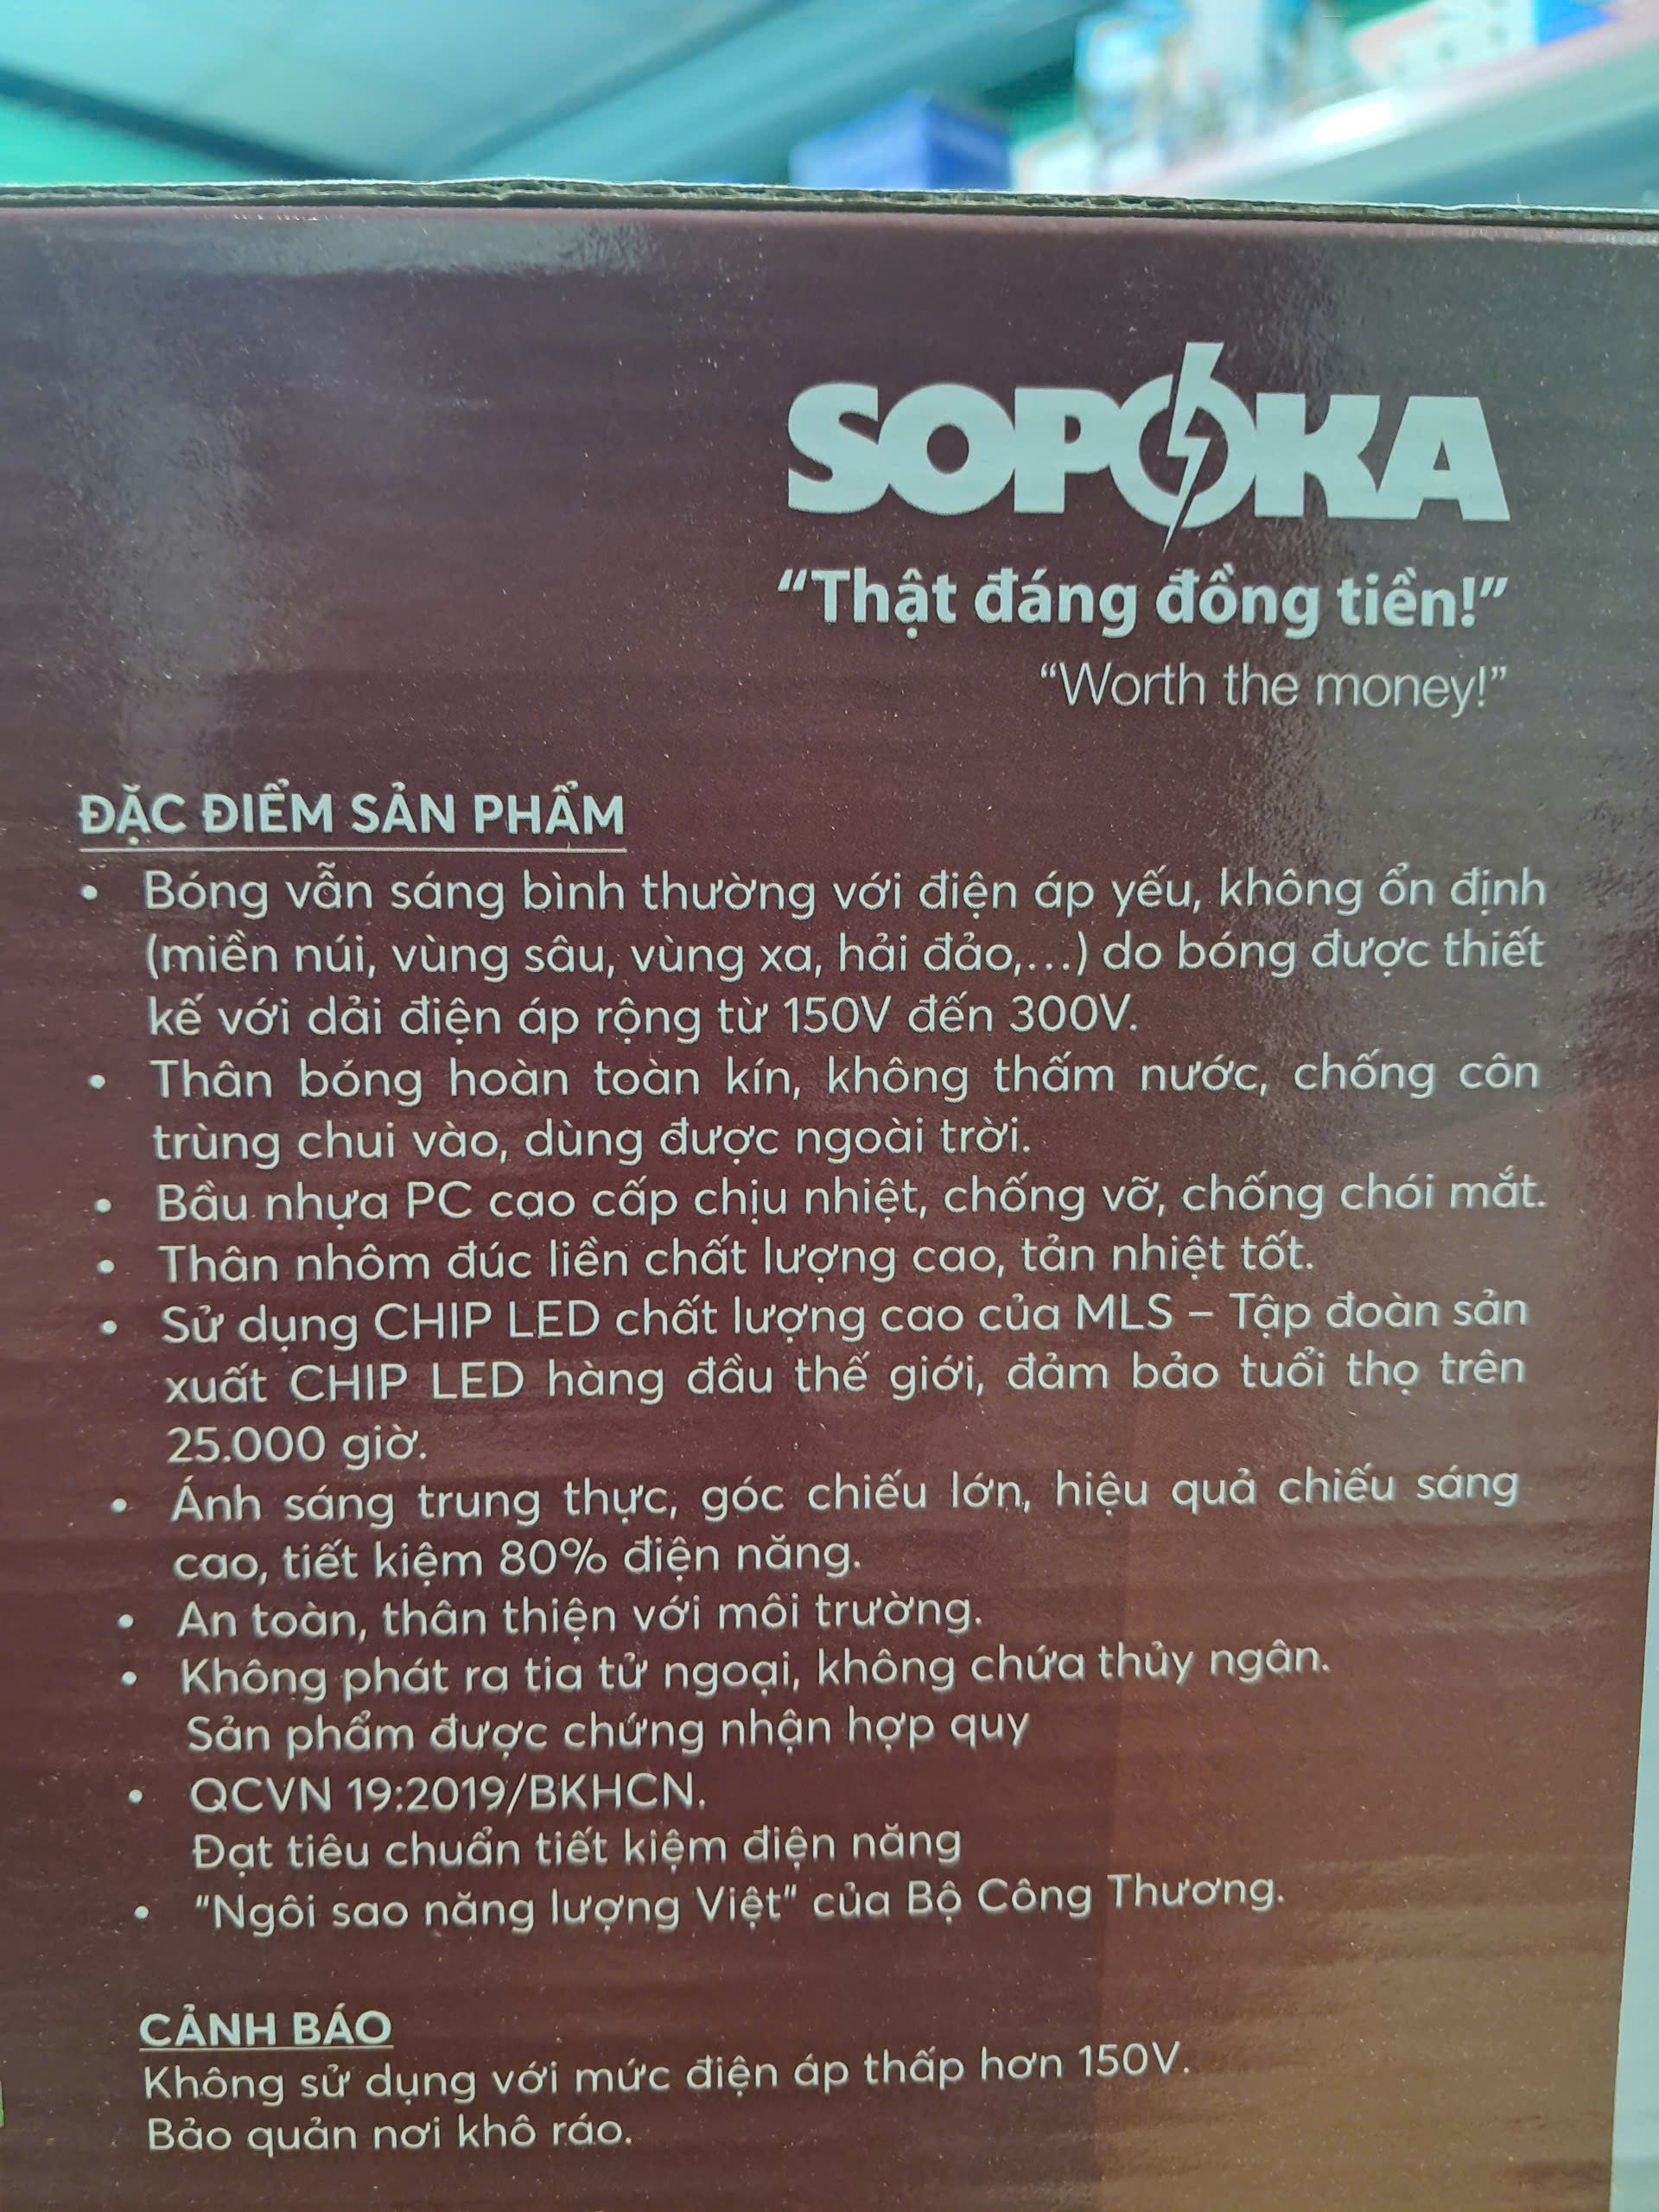 SOPOKA
“Thật đáng đồng tiền!”
“Worth the money!”
ĐẶC ĐIỂM SẢN PHẨM
• Bóng vẫn sáng bình thường với điện áp yếu, không ổn định
(miền núi, vùng sâu, vùng xa, hải đảo,...) do bóng được thiết
kế với dải điện áp rộng từ 150V đến 300V.
• Thân bóng hoàn toàn kín, không thấm nước, chống côn
trùng chui vào, dùng được ngoài trời.
• Bầu nhựa PC cao cấp chịu nhiệt, chống vỡ, chống chói mắt.
• Thân nhôm đúc liền chất lượng cao, tản nhiệt tốt.
• Sử dụng CHIP LED chất lượng cao của MLS – Tập đoàn sản
xuất CHIP LED hàng đầu thế giới, đảm bảo tuổi thọ trên
25.000 giờ.
• Ánh sáng trung thực, góc chiếu lớn, hiệu quả chiếu sáng
cao, tiết kiệm 80% điện năng.
• An toàn, thân thiện với môi trường.
• Không phát ra tia tử ngoại, không chứa thủy ngân.
Sản phẩm được chứng nhận hợp quy
• QCVN 19:2019/BKHCN.
Đạt tiêu chuẩn tiết kiệm điện năng
• "Ngôi sao năng lượng Việt" của Bộ Công Thương.
CẢNH BÁO
Không sử dụng với mức điện áp thấp hơn 150V.
Bảo quản nơi khô ráo.